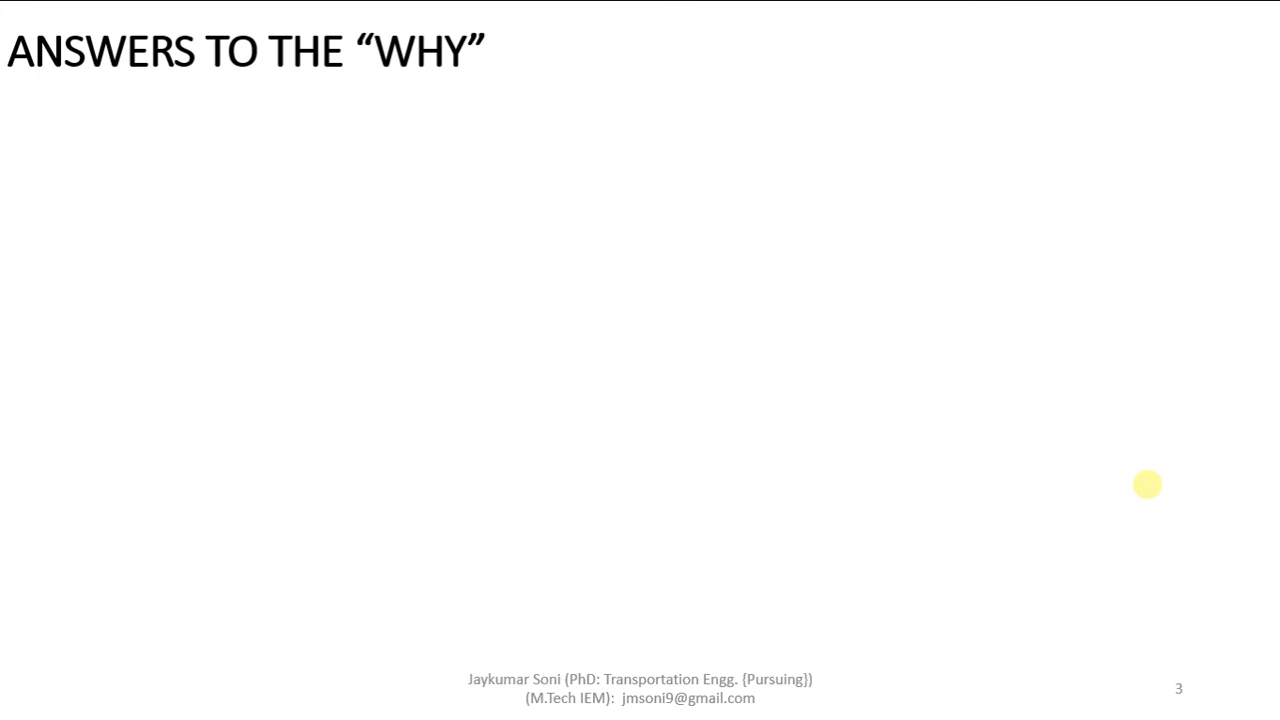 ANSWERS TO THE “WHY”
Jaykumar Soni (PhD: Transportation Engg. {Pursuing})
(M.Tech IEM):  jmsoni9@gmail.com
3